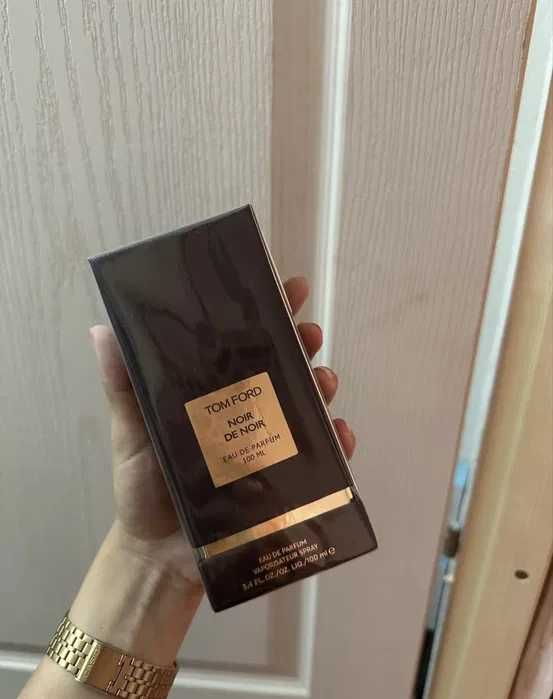 TOM FORD
NOIR
DE NOIR
EAU DE PARFUM
100 ML
EAU DE PARFUM
VAPORISATEUR SPRAY
3.4 FL.OZ./OZ. LIQ./100 ml ℮